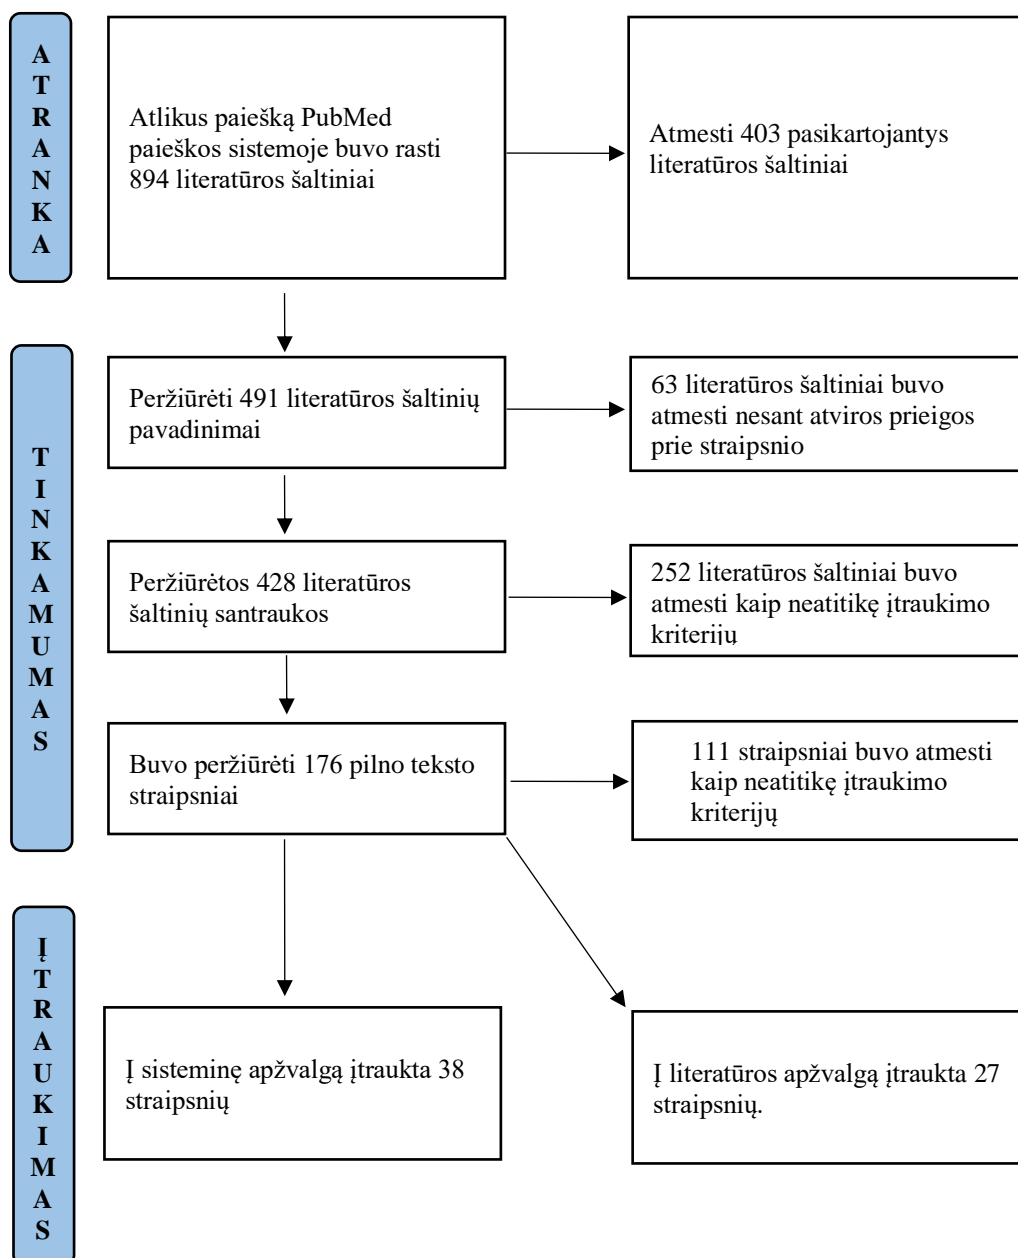 ATRANKA
Atlikus paiešką PubMed
paieškos sistemoje buvo rasti
894 literatūros šaltiniai
Atmesti 403 pasikartojantys
literatūros šaltiniai
TINKAMUMAS
Peržiūrėti 491 literatūros šaltinių
pavadinimai
63 literatūros šaltiniai buvo
atmesti nesant atviros prieigos
prie straipsnio
Peržiūrėtos 428 literatūros
šaltinių santraukos
252 literatūros šaltiniai buvo
atmesti kaip neatitikę įtraukimo
kriterijų
Buvo peržiūrėti 176 pilno teksto
straipsniai
111 straipsniai buvo atmesti
kaip neatitikę įtraukimo
kriterijų
ĮTRAUKIMAS
Į sisteminę apžvalgą įtraukta 38
straipsnių
Į literatūros apžvalgą įtraukta 27
straipsnių.